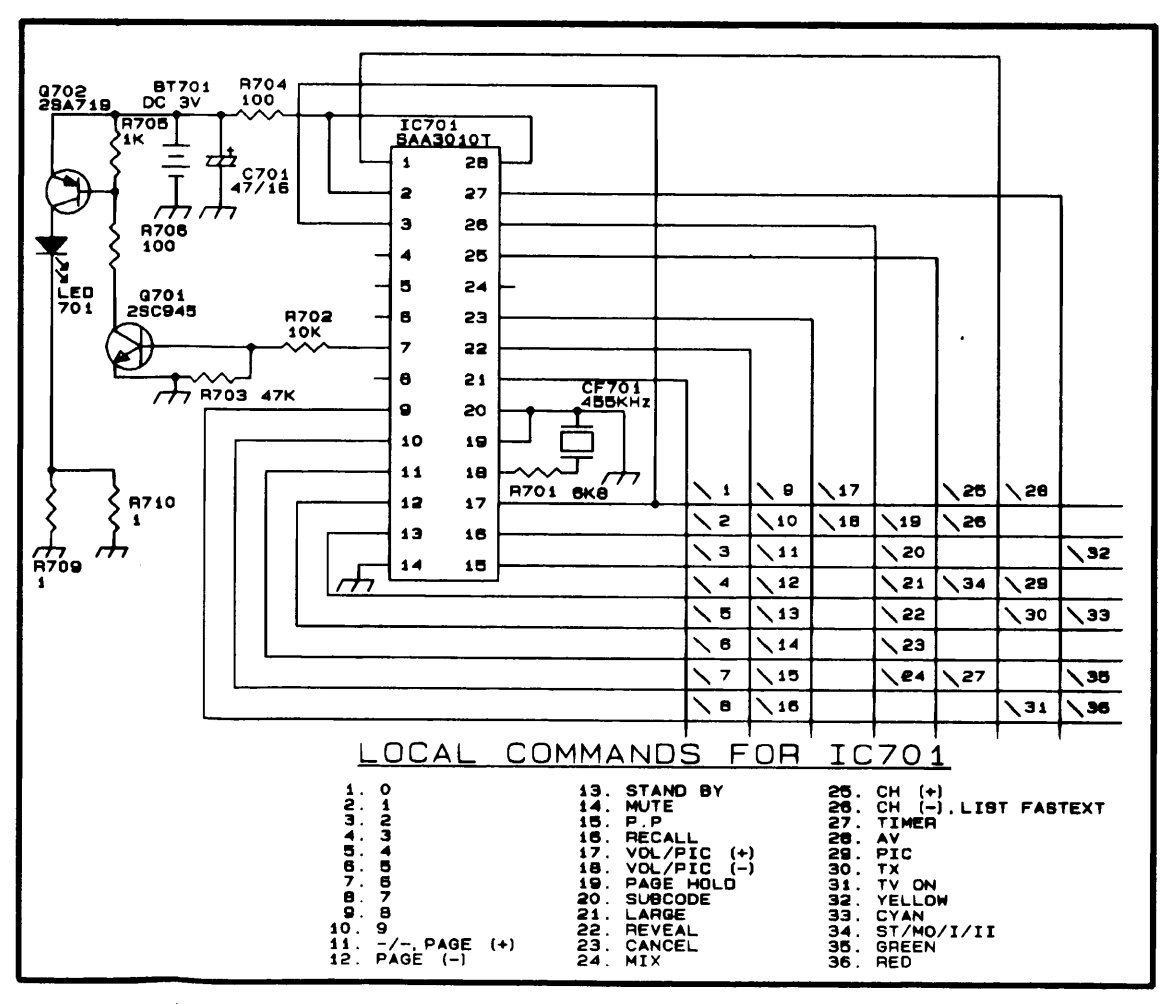 Q702
2SA719
BT701
DC 3V
R704
100
R705
1K
C701
47/16
IC701
SAA3010T
R706
100
LED
701
Q701
2SC945
R702
10K
R703 47K
CF701
455KHz
R701 6K8
R710
1
R709
1
+
1 28
2 27
3 26
4 25
5 24
6 23
7 22
8 21
9 20
10 19
11 18
12 17
13 16
14 15
1 9 17 25 28
2 10 18 19 26
3 11 20 32
4 12 21 34 29
5 13 22 30 33
6 14 23
7 15 24 27 35
8 16 31 36
LOCAL COMMANDS FOR IC701
1. 0
2. 1
3. 2
4. 3
5. 4
6. 5
7. 6
8. 7
9. 8
10. 9
11. -/-, PAGE (+)
12. PAGE (-)
13. STAND BY
14. MUTE
15. P.P
16. RECALL
17. VOL/PIC (+)
18. VOL/PIC (-)
19. PAGE HOLD
20. SUBCODE
21. LARGE
22. REVEAL
23. CANCEL
24. MIX
25. CH (+)
26. CH (-), LIST FASTEXT
27. TIMER
28. AV
29. PIC
30. TX
31. TV ON
32. YELLOW
33. CYAN
34. ST/MO/I/II
35. GREEN
36. RED